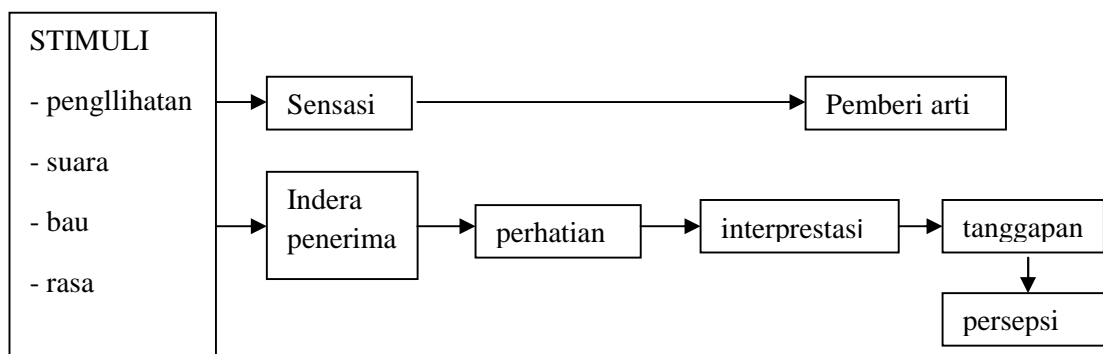 STIMULI
- pengllihatan
- suara
- bau
- rasa
Sensasi
Pemberi arti
Indera
penerima
perhatian
interprestasi
tanggapan
persepsi